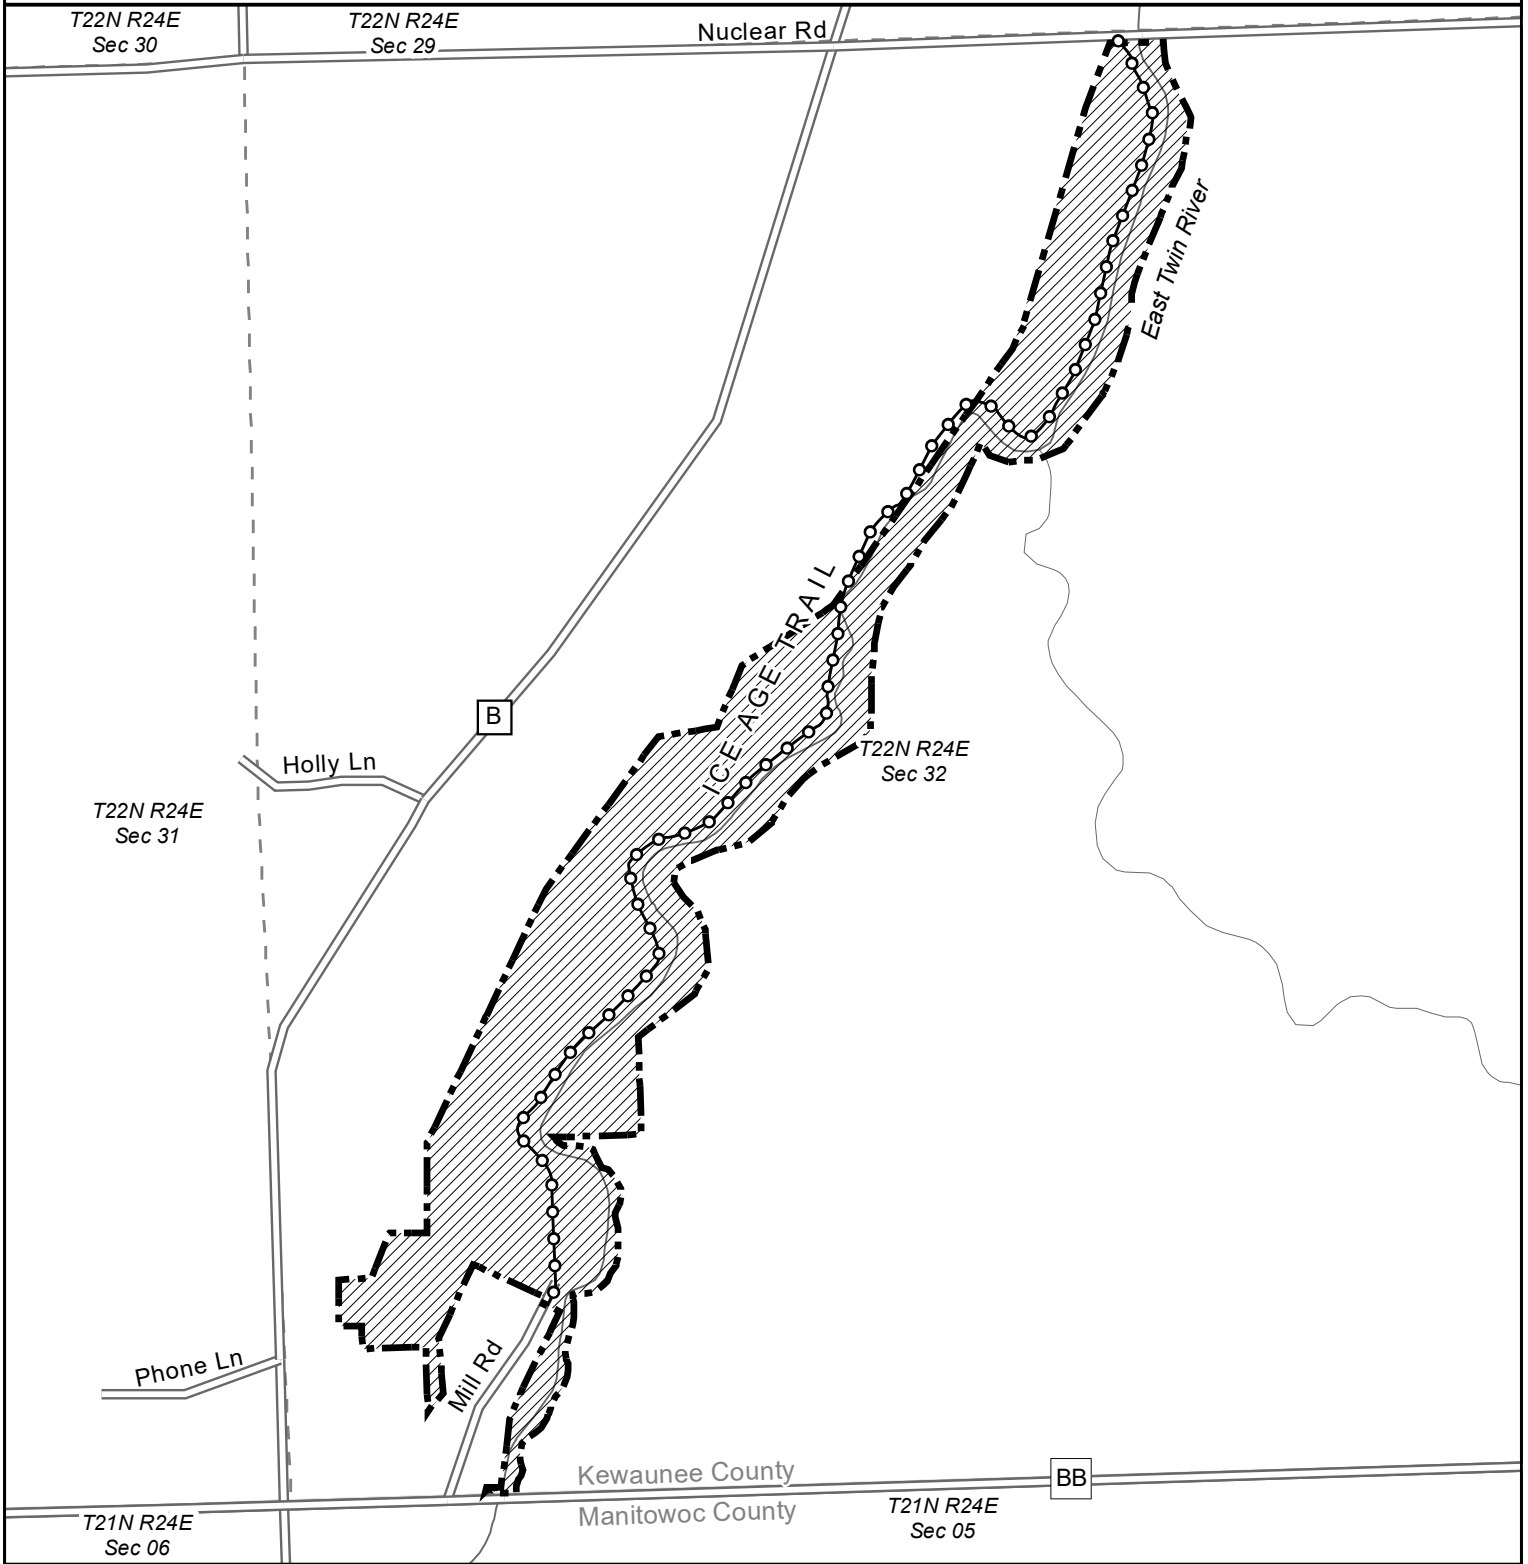 T22N R24E
Sec 30
T22N R24E
Sec 29
Nuclear Rd
East Twin River
ICE AGE TRAIL
B
Holly Ln
T22N R24E
Sec 32
T22N R24E
Sec 31
Phone Ln
Mill Rd
Kewaunee County
BB
Manitowoc County
T21N R24E
Sec 05
T21N R24E
Sec 06